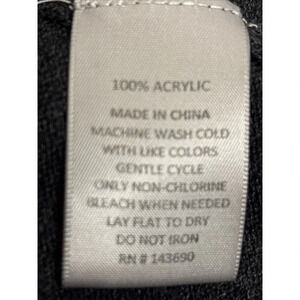 100% ACRYLIC
MADE IN CHINA
MACHINE WASH COLD
WITH LIKE COLORS
GENTLE CYCLE
ONLY NON-CHLORINE
BLEACH WHEN NEEDED
LAY FLAT TO DRY
DO NOT IRON
RN # 143690